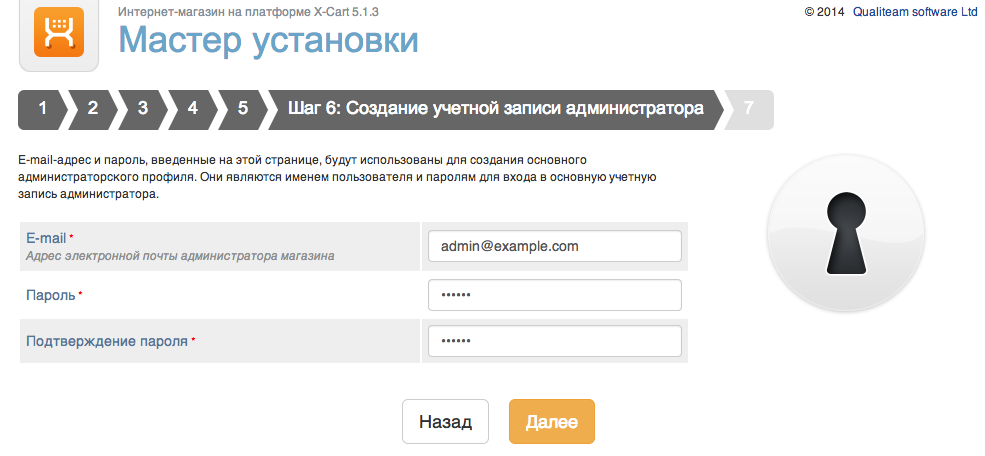 Интернет-магазин на платформе X-Cart 5.1.3
© 2014 Qualiteam software Ltd
Мастер установки
1 2 3 4 5 Шаг 6: Создание учетной записи администратора 7
E-mail-адрес и пароль, введенные на этой странице, будут использованы для создания основного
администраторского профиля. Они являются именем пользователя и паролям для входа в основную учетную
запись администратора.
E-mail *
admin@example.com
Адрес электронной почты администратора магазина
Пароль *
••••••
Подтверждение пароля *
••••••
Назад Далее